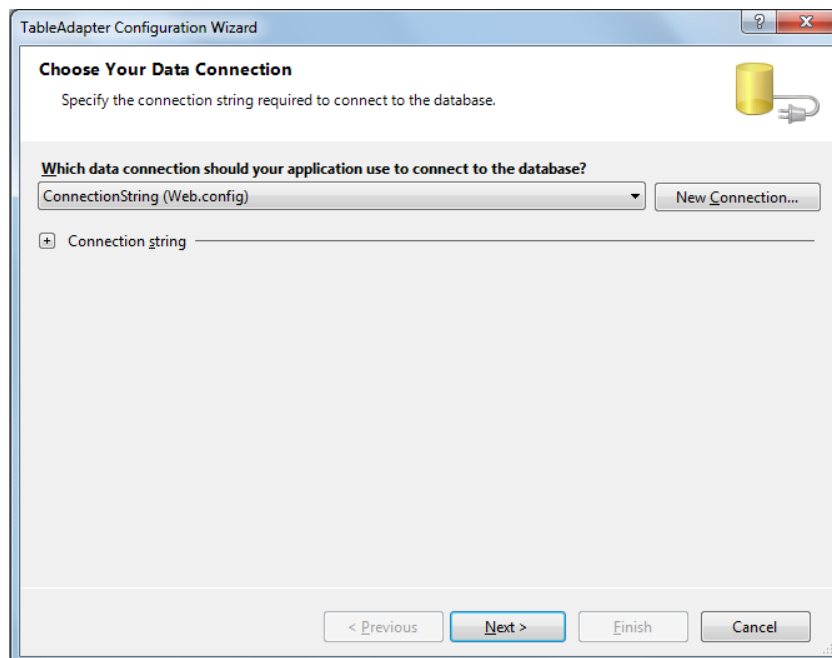 TableAdapter Configuration Wizard
Choose Your Data Connection
Specify the connection string required to connect to the database.
Which data connection should your application use to connect to the database?
ConnectionString (Web.config)
New Connection...
Connection string
< Previous
Next >
Finish
Cancel